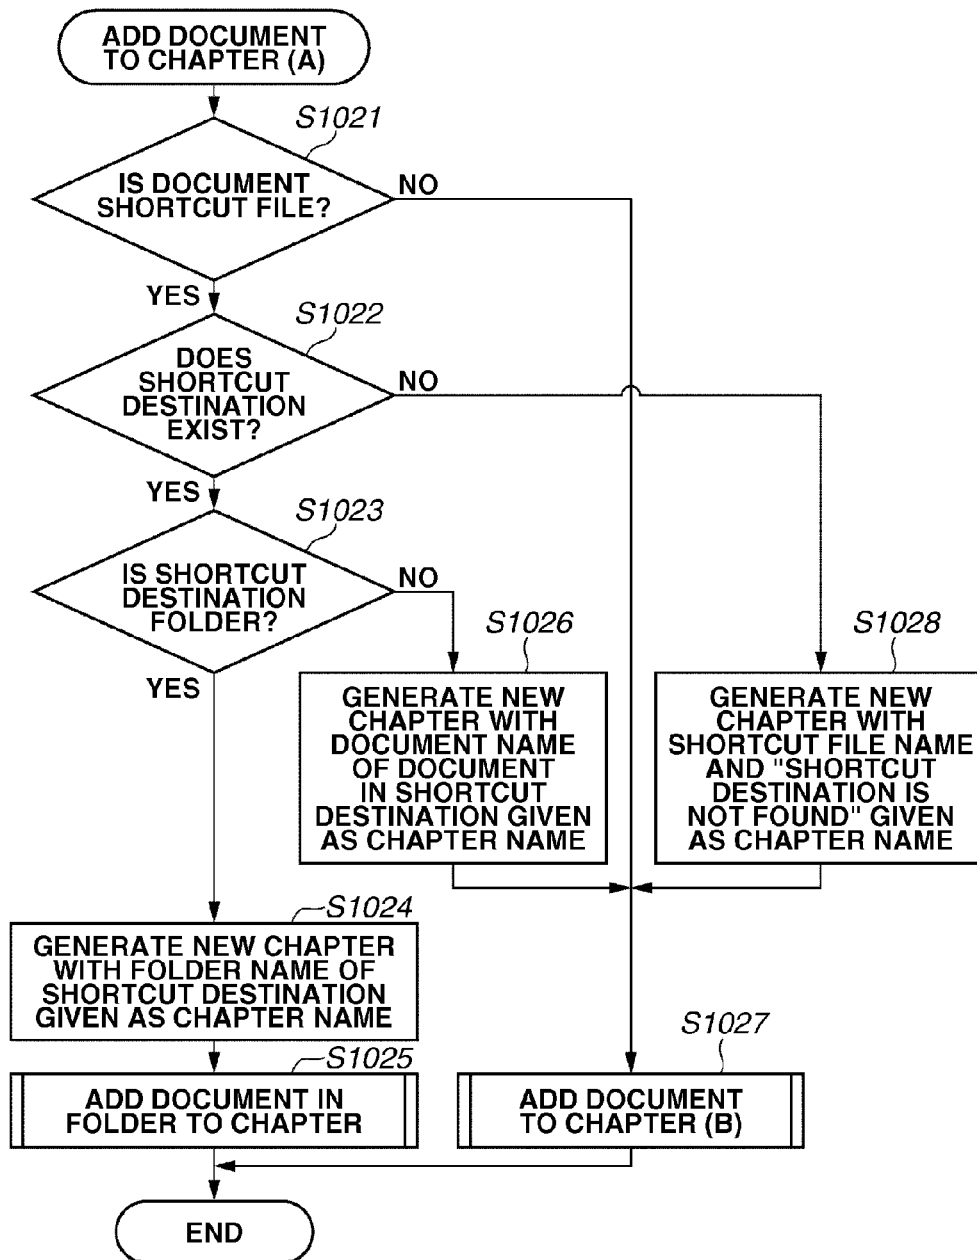 ADD DOCUMENT
TO CHAPTER (A)
S1021
IS DOCUMENT
SHORTCUT FILE?
NO
YES
S1022
DOES
SHORTCUT
DESTINATION
EXIST?
NO
YES
S1023
IS SHORTCUT
DESTINATION
FOLDER?
NO
YES
S1026
GENERATE NEW
CHAPTER WITH
DOCUMENT NAME
OF DOCUMENT
IN SHORTCUT
DESTINATION GIVEN
AS CHAPTER NAME
S1028
GENERATE NEW
CHAPTER WITH
SHORTCUT FILE NAME
AND "SHORTCUT
DESTINATION IS
NOT FOUND" GIVEN
AS CHAPTER NAME
S1024
GENERATE NEW CHAPTER
WITH FOLDER NAME OF
SHORTCUT DESTINATION
GIVEN AS CHAPTER NAME
S1025
ADD DOCUMENT IN
FOLDER TO CHAPTER
S1027
ADD DOCUMENT
TO CHAPTER (B)
END